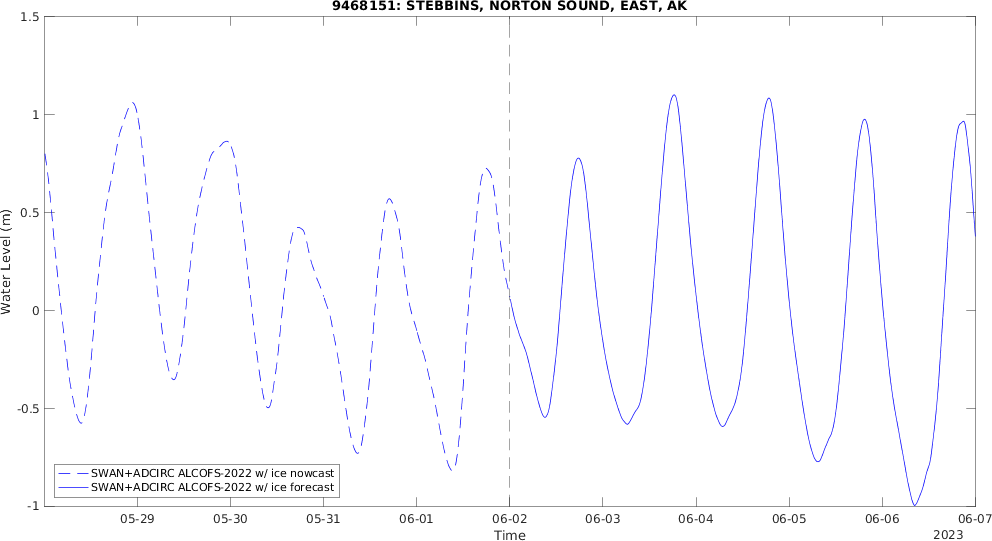 9468151: STEBBINS, NORTON SOUND, EAST, AK
1.5
1
0.5
0
-0.5
-1
Water Level (m)
SWAN+ADCIRC ALCOFS-2022 w/ ice nowcast
SWAN+ADCIRC ALCOFS-2022 w/ ice forecast
05-29 05-30 05-31 06-01 06-02 06-03 06-04 06-05 06-06 06-07
Time
2023